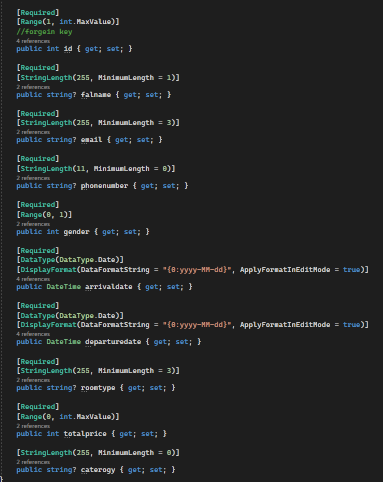 [Required]
[Range(1, int.MaxValue)]
//forgein key
4 references
public int id { get; set; }
[Required]
[StringLength(255, MinimumLength = 1)]
2 references
public string? falname { get; set; }
[Required]
[StringLength(255, MinimumLength = 3)]
2 references
public string? email { get; set; }
[Required]
[StringLength(11, MinimumLength = 0)]
2 references
public string? phonenumber { get; set; }
[Required]
[Range(0, 1)]
2 references
public int gender { get; set; }
[Required]
[DataType(DataType.Date)]
[DisplayFormat(DataFormatString = "{0:yyyy-MM-dd}", ApplyFormatInEditMode = true)]
4 references
public DateTime arrivaldate { get; set; }
[Required]
[DataType(DataType.Date)]
[DisplayFormat(DataFormatString = "{0:yyyy-MM-dd}", ApplyFormatInEditMode = true)]
4 references
public DateTime departuredate { get; set; }
[Required]
[StringLength(255, MinimumLength = 3)]
2 references
public string? roomtype { get; set; }
[Required]
[Range(0, int.MaxValue)]
2 references
public int totalprice { get; set; }
[StringLength(255, MinimumLength = 0)]
2 references
public string? caterogy { get; set; }
}